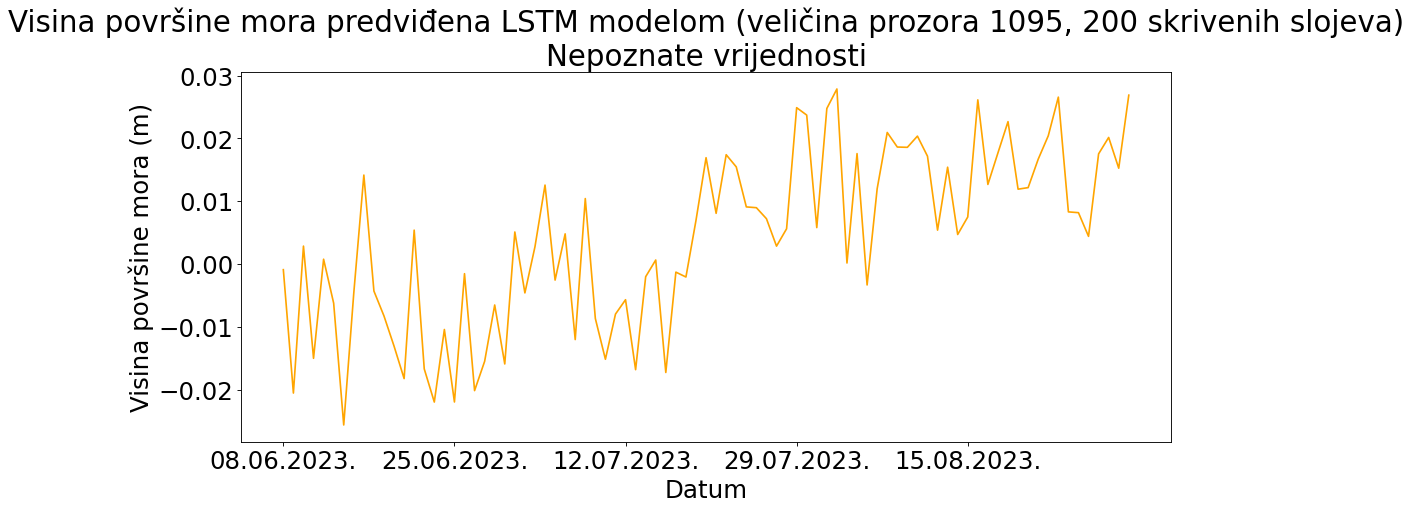 Visina površine mora predviđena LSTM modelom (veličina prozora 1095, 200 skrivenih slojeva)
Nepoznate vrijednosti
Visina površine mora (m)
0.03
0.02
0.01
0.00
−0.01
−0.02
08.06.2023. 25.06.2023. 12.07.2023. 29.07.2023. 15.08.2023.
Datum